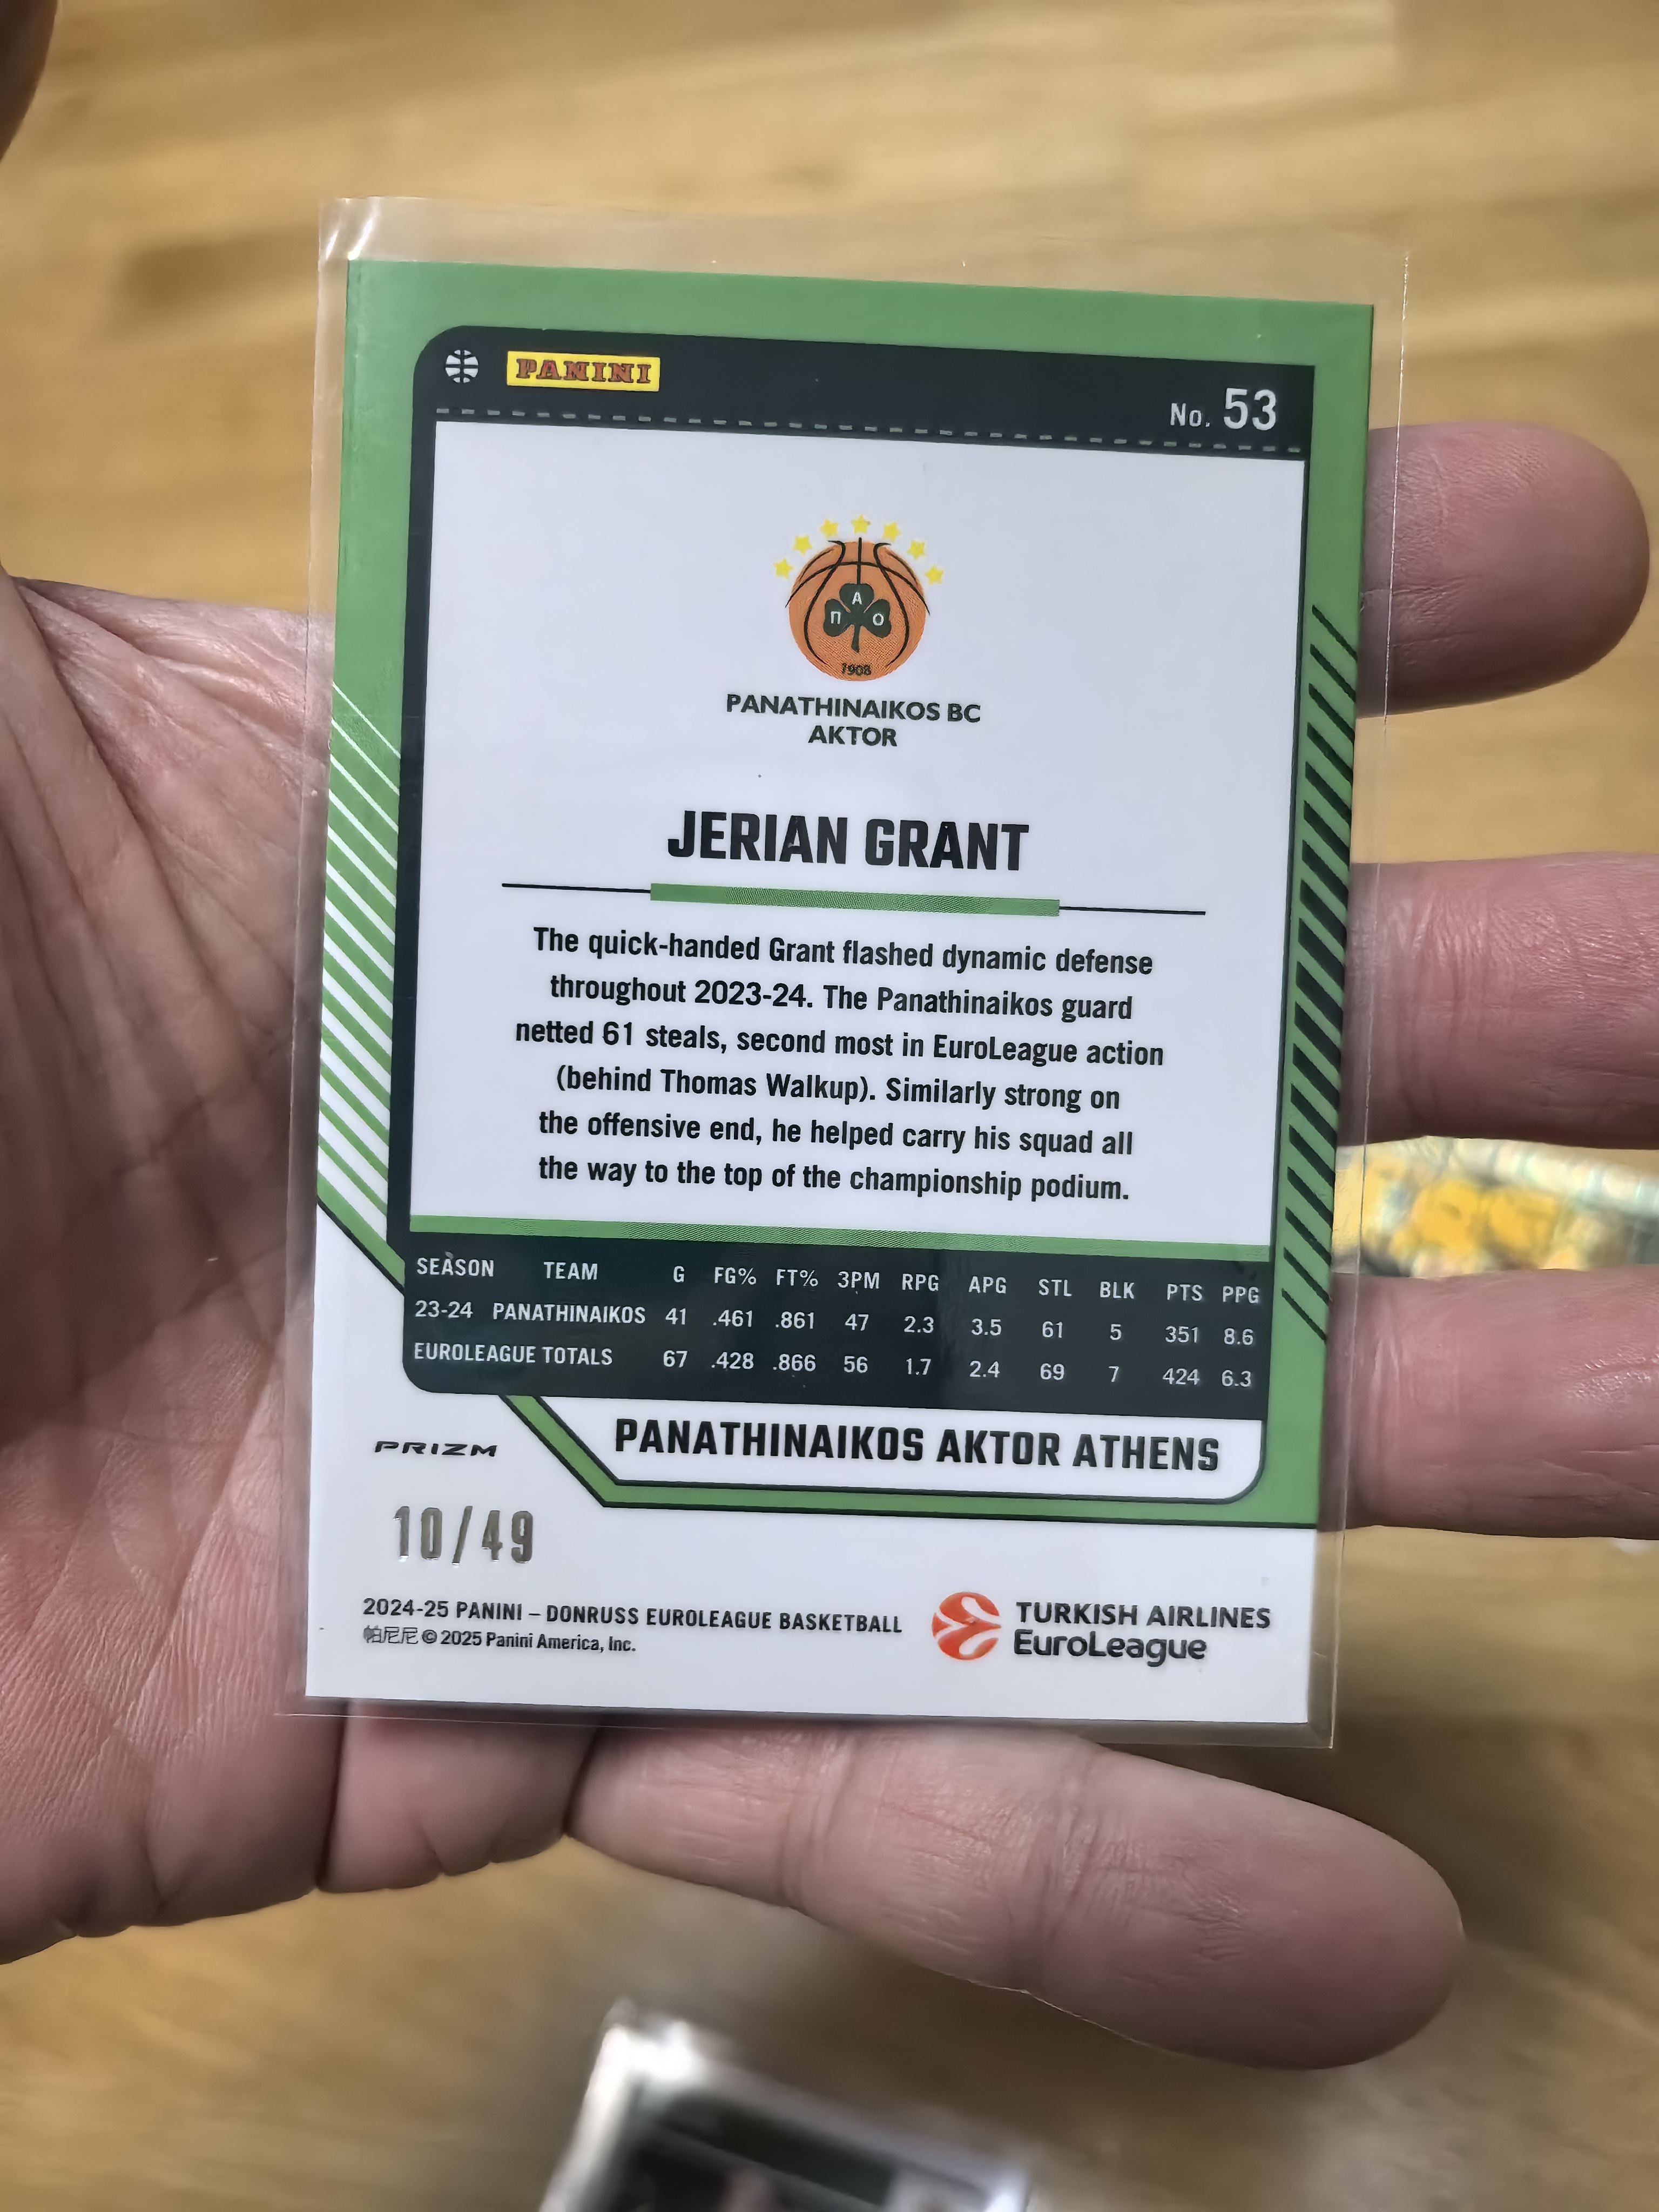 PANINI
No. 53
Π Α Ο
1908
PANATHINAIKOS BC
AKTOR
JERIAN GRANT
The quick-handed Grant flashed dynamic defense
throughout 2023-24. The Panathinaikos guard
netted 61 steals, second most in EuroLeague action
(behind Thomas Walkup). Similarly strong on
the offensive end, he helped carry his squad all
the way to the top of the championship podium.
SEASON TEAM G FG% FT% 3PM RPG APG STL BLK PTS PPG
23-24 PANATHINAIKOS 41 .461 .861 47 2.3 3.5 61 5 351 8.6
EUROLEAGUE TOTALS 67 .428 .866 56 1.7 2.4 69 7 424 6.3
PANATHINAIKOS AKTOR ATHENS
PRIZM
10/49
2024-25 PANINI – DONRUSS EUROLEAGUE BASKETBALL
帕尼尼 © 2025 Panini America, Inc.
TURKISH AIRLINES
EuroLeague